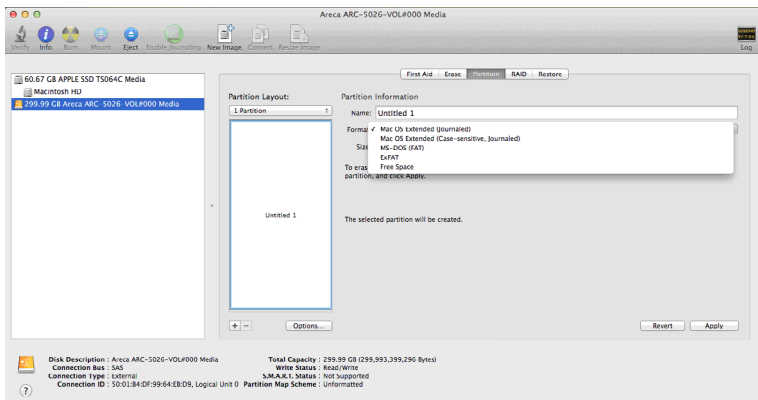 Areca ARC-5026-VOL#000 Media
Verify Info Burn Mount Eject Enable Journaling New Image Convert Resize Image Log
60.67 GB APPLE SSD TS064C Media
Macintosh HD
299.99 GB Areca ARC-5026-VOL#000 Media
First Aid Erase Partition RAID Restore
Partition Layout:
1 Partition
Untitled 1
+ − Options...
Partition Information
Name: Untitled 1
Format
✓ Mac OS Extended (Journaled)
Mac OS Extended (Case-sensitive, Journaled)
MS-DOS (FAT)
ExFAT
Free Space
Size
To eras
partition, and click Apply.
The selected partition will be created.
Revert Apply
Disk Description : Areca ARC-5026-VOL#000 Media
Connection Bus : SAS
Connection Type : External
Connection ID : 50:01:B4:DF:99:64:EB:D9, Logical Unit 0
Total Capacity : 299.99 GB (299,993,399,296 Bytes)
Write Status : Read/Write
S.M.A.R.T. Status : Not Supported
Partition Map Scheme : Unformatted
?